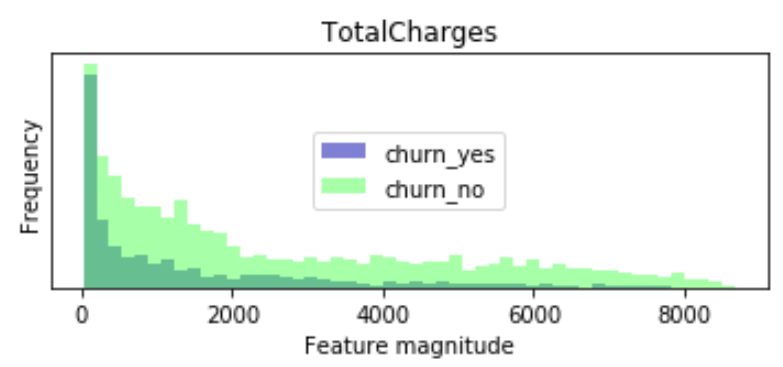 TotalCharges
Frequency
churn_yes
churn_no
0 2000 4000 6000 8000
Feature magnitude